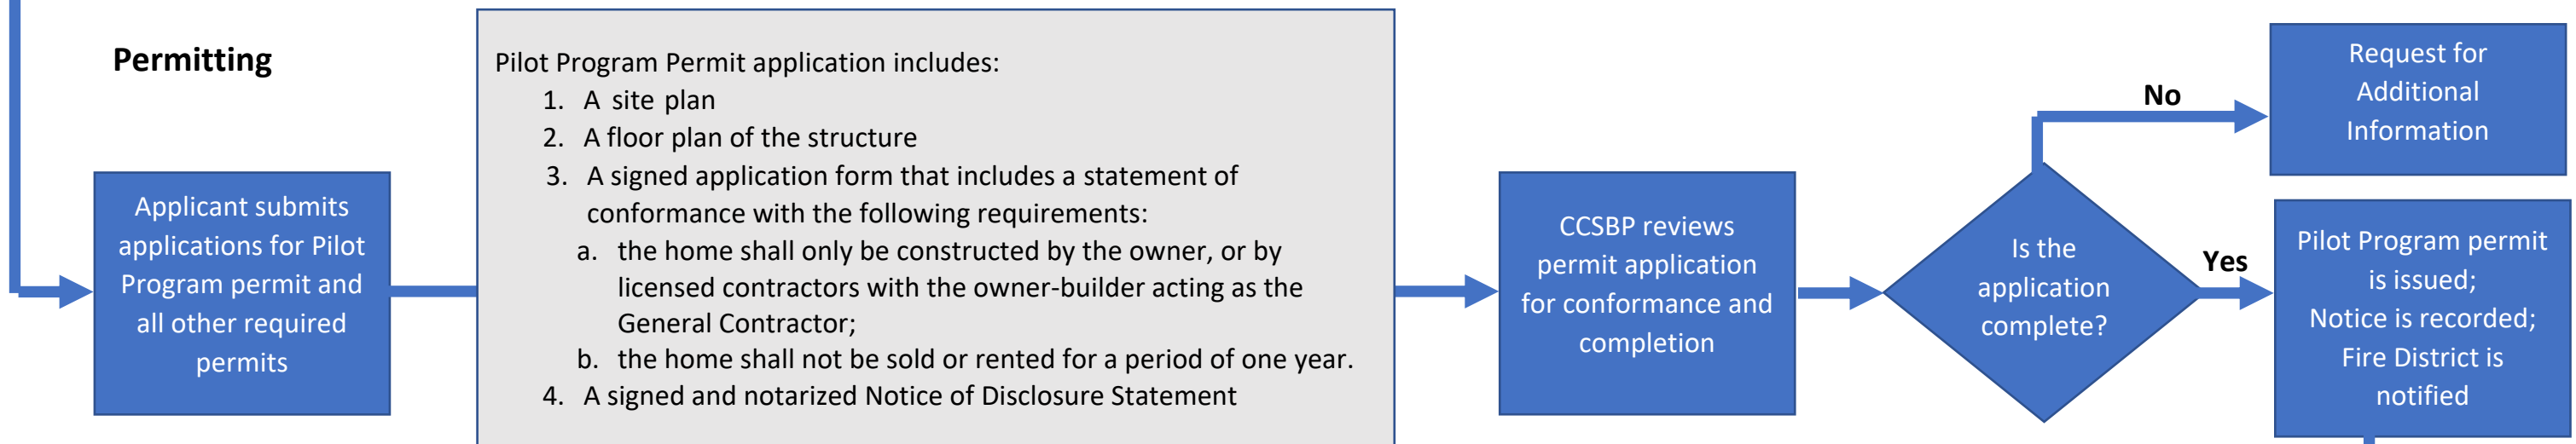 Permitting
Applicant submits
applications for Pilot
Program permit and
all other required
permits
Pilot Program Permit application includes:
1. A site plan
2. A floor plan of the structure
3. A signed application form that includes a statement of
conformance with the following requirements:
a. the home shall only be constructed by the owner, or by
licensed contractors with the owner-builder acting as the
General Contractor;
b. the home shall not be sold or rented for a period of one year.
4. A signed and notarized Notice of Disclosure Statement
CCSBP reviews
permit application
for conformance and
completion
Is the
application
complete?
No
Request for
Additional
Information
Yes
Pilot Program permit
is issued;
Notice is recorded;
Fire District is
notified